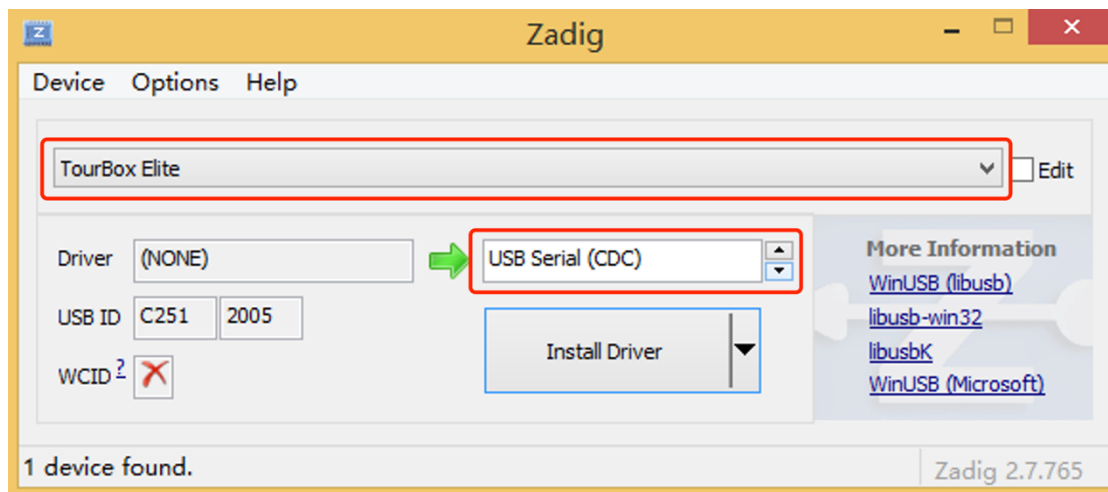 Z
Zadig
Device Options Help
TourBox Elite
Edit
Driver (NONE) USB Serial (CDC)
USB ID C251 2005
WCID ?
Install Driver
More Information
WinUSB (libusb)
libusb-win32
libusbK
WinUSB (Microsoft)
1 device found.
Zadig 2.7.765